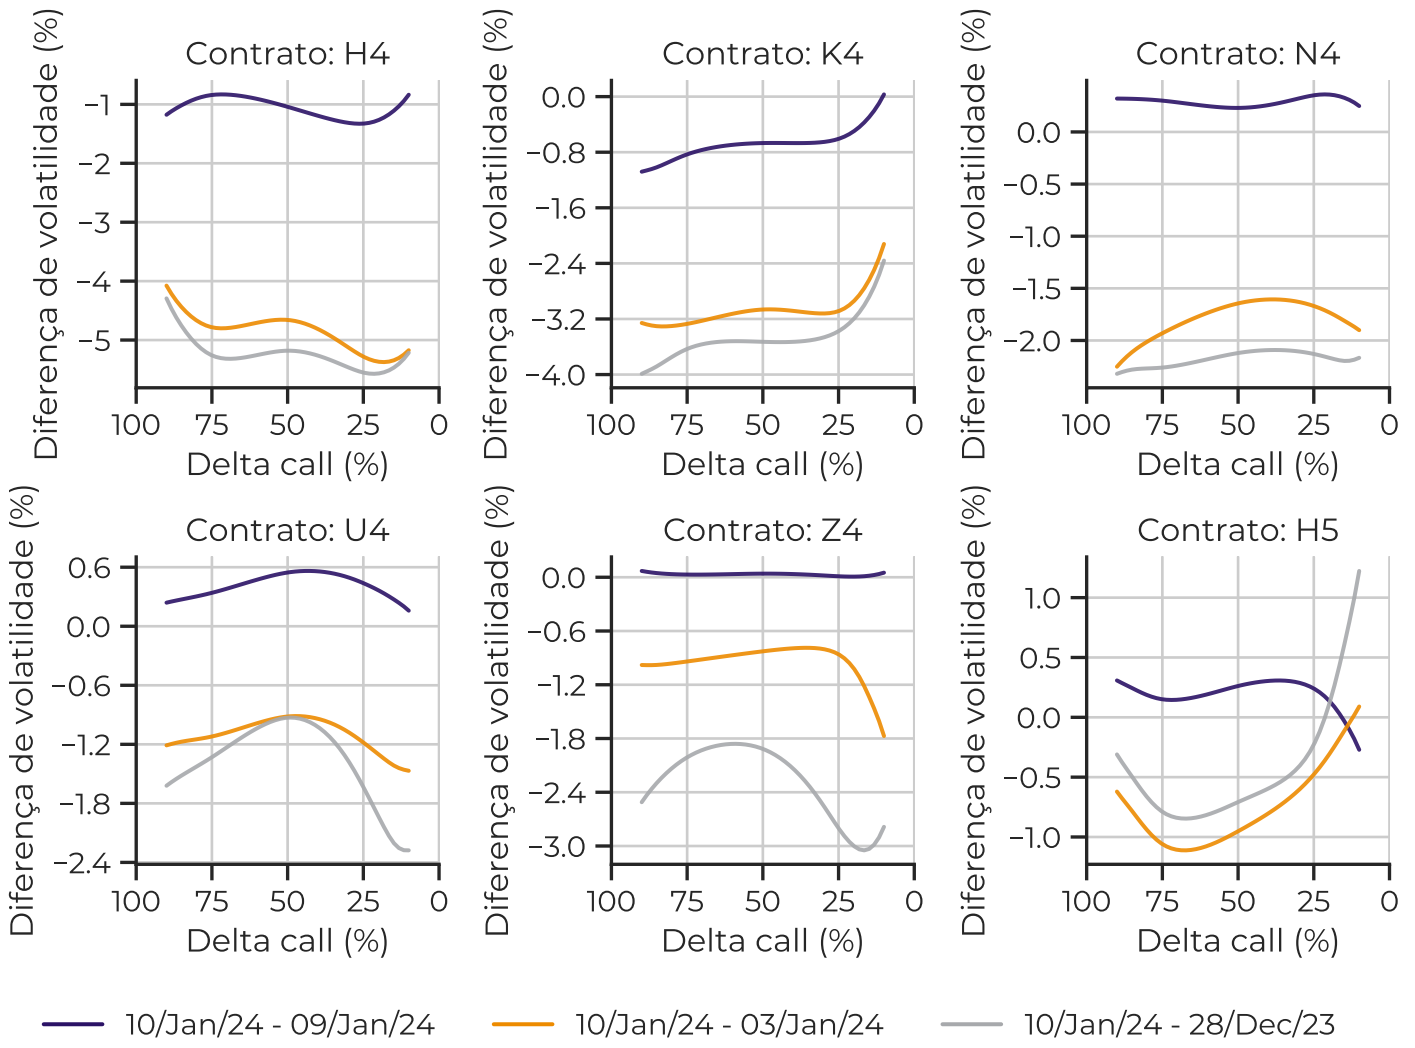 Contrato: H4
Diferença de volatilidade (%)
−1
−2
−3
−4
−5
100 75 50 25 0
Delta call (%)
Contrato: K4
Diferença de volatilidade (%)
0.0
−0.8
−1.6
−2.4
−3.2
−4.0
100 75 50 25 0
Delta call (%)
Contrato: N4
Diferença de volatilidade (%)
0.0
−0.5
−1.0
−1.5
−2.0
100 75 50 25 0
Delta call (%)
Contrato: U4
Diferença de volatilidade (%)
0.6
0.0
−0.6
−1.2
−1.8
−2.4
100 75 50 25 0
Delta call (%)
Contrato: Z4
Diferença de volatilidade (%)
0.0
−0.6
−1.2
−1.8
−2.4
−3.0
100 75 50 25 0
Delta call (%)
Contrato: H5
Diferença de volatilidade (%)
1.0
0.5
0.0
−0.5
−1.0
100 75 50 25 0
Delta call (%)
10/Jan/24 - 09/Jan/24
10/Jan/24 - 03/Jan/24
10/Jan/24 - 28/Dec/23